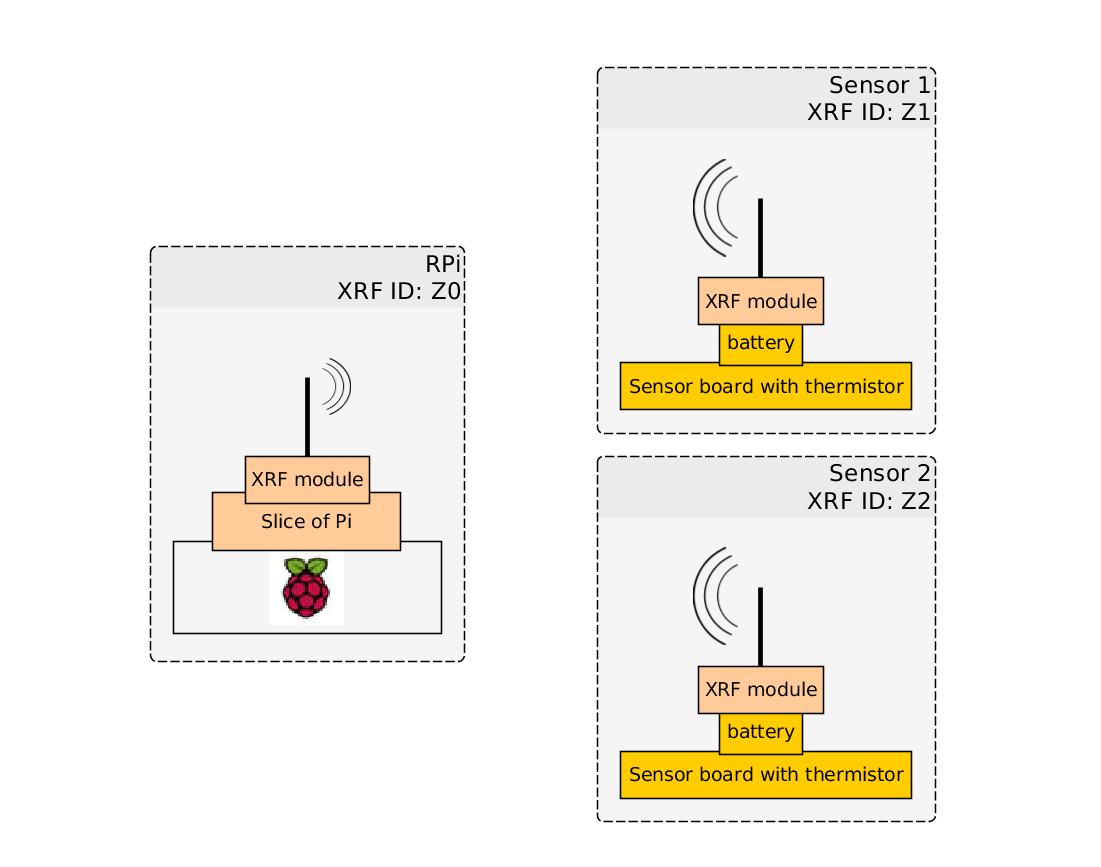 RPi
XRF ID: Z0
XRF module
Slice of Pi
Sensor 1
XRF ID: Z1
XRF module
battery
Sensor board with thermistor
Sensor 2
XRF ID: Z2
XRF module
battery
Sensor board with thermistor